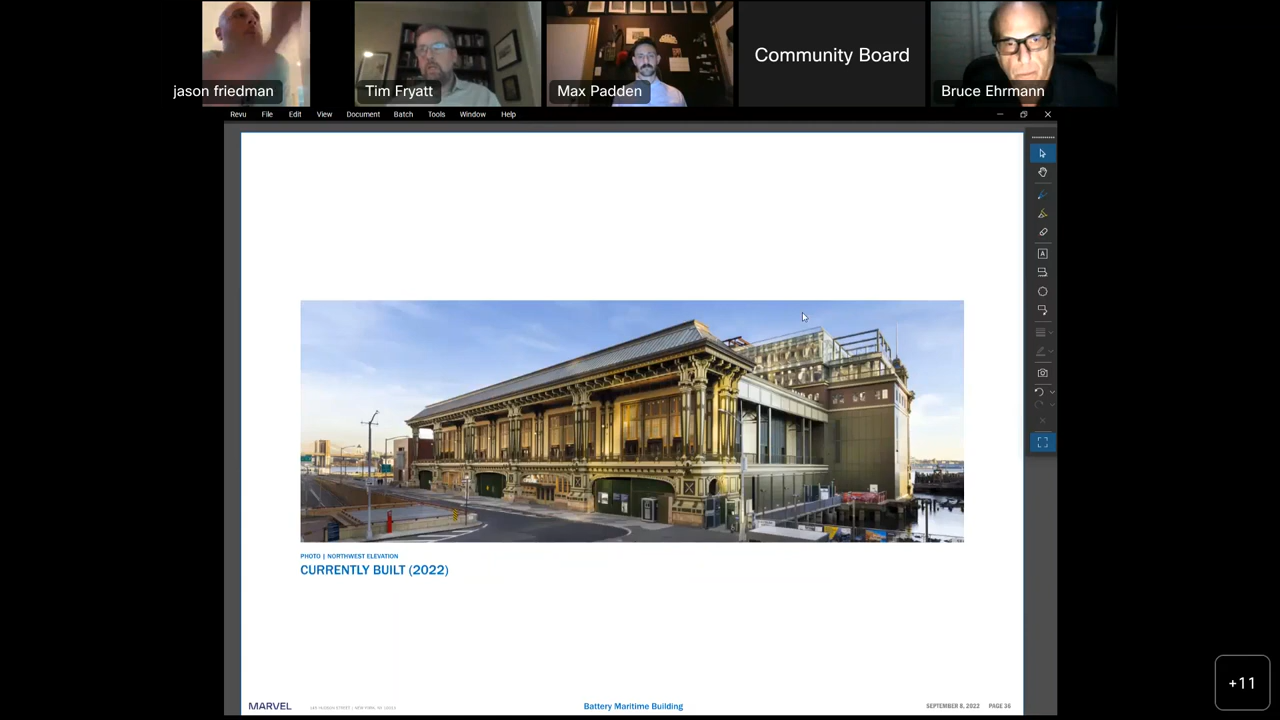 jason friedman
Tim Fryatt
Max Padden
Community Board
Bruce Ehrmann
Revu File Edit View Document Batch Tools Window Help
A
PHOTO | NORTHWEST ELEVATION
CURRENTLY BUILT (2022)
MARVEL
Battery Maritime Building
SEPTEMBER 8, 2022 PAGE 36
+11